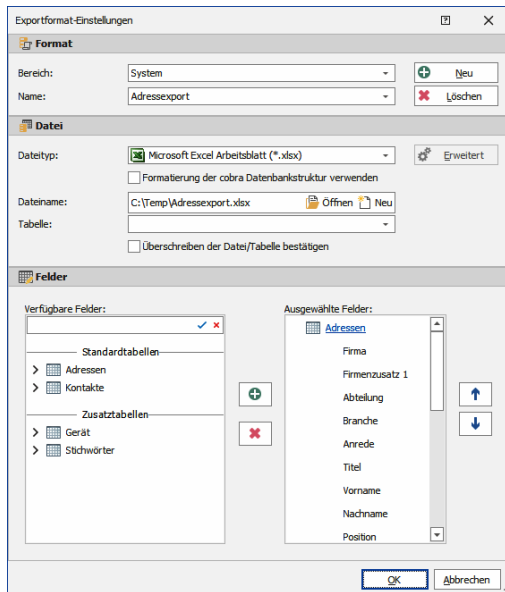 Exportformat-Einstellungen
Format
Bereich: System Neu
Name: Adressexport Löschen
Datei
Dateityp: Microsoft Excel Arbeitsblatt (*.xlsx) Erweitert
Formatierung der cobra Datenbankstruktur verwenden
Dateiname: C:\Temp\Adressexport.xlsx Öffnen Neu
Tabelle:
Überschreiben der Datei/Tabelle bestätigen
Felder
Verfügbare Felder:
Standardtabellen
Adressen
Kontakte
Zusatztabellen
Gerät
Stichwörter
Ausgewählte Felder:
Adressen
Firma
Firmenzusatz 1
Abteilung
Branche
Anrede
Titel
Vorname
Nachname
Position
OK Abbrechen